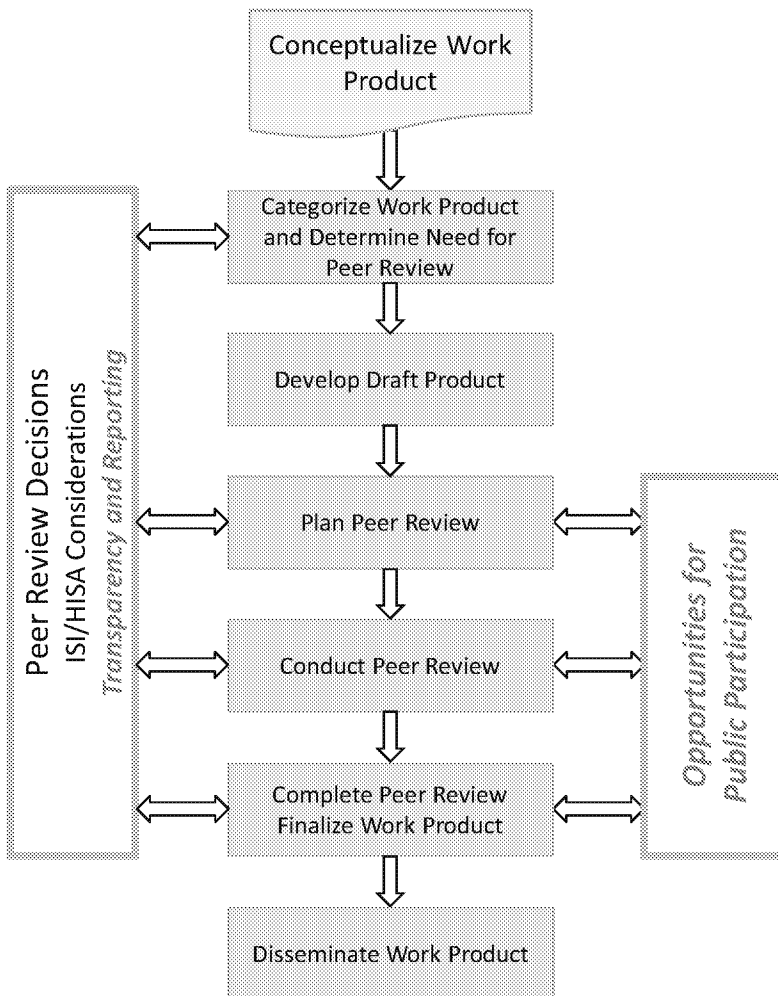 Conceptualize Work
Product
Categorize Work Product
and Determine Need for
Peer Review
Develop Draft Product
Plan Peer Review
Conduct Peer Review
Complete Peer Review
Finalize Work Product
Disseminate Work Product
Peer Review Decisions
ISI/HISA Considerations
Transparency and Reporting
Opportunities for
Public Participation